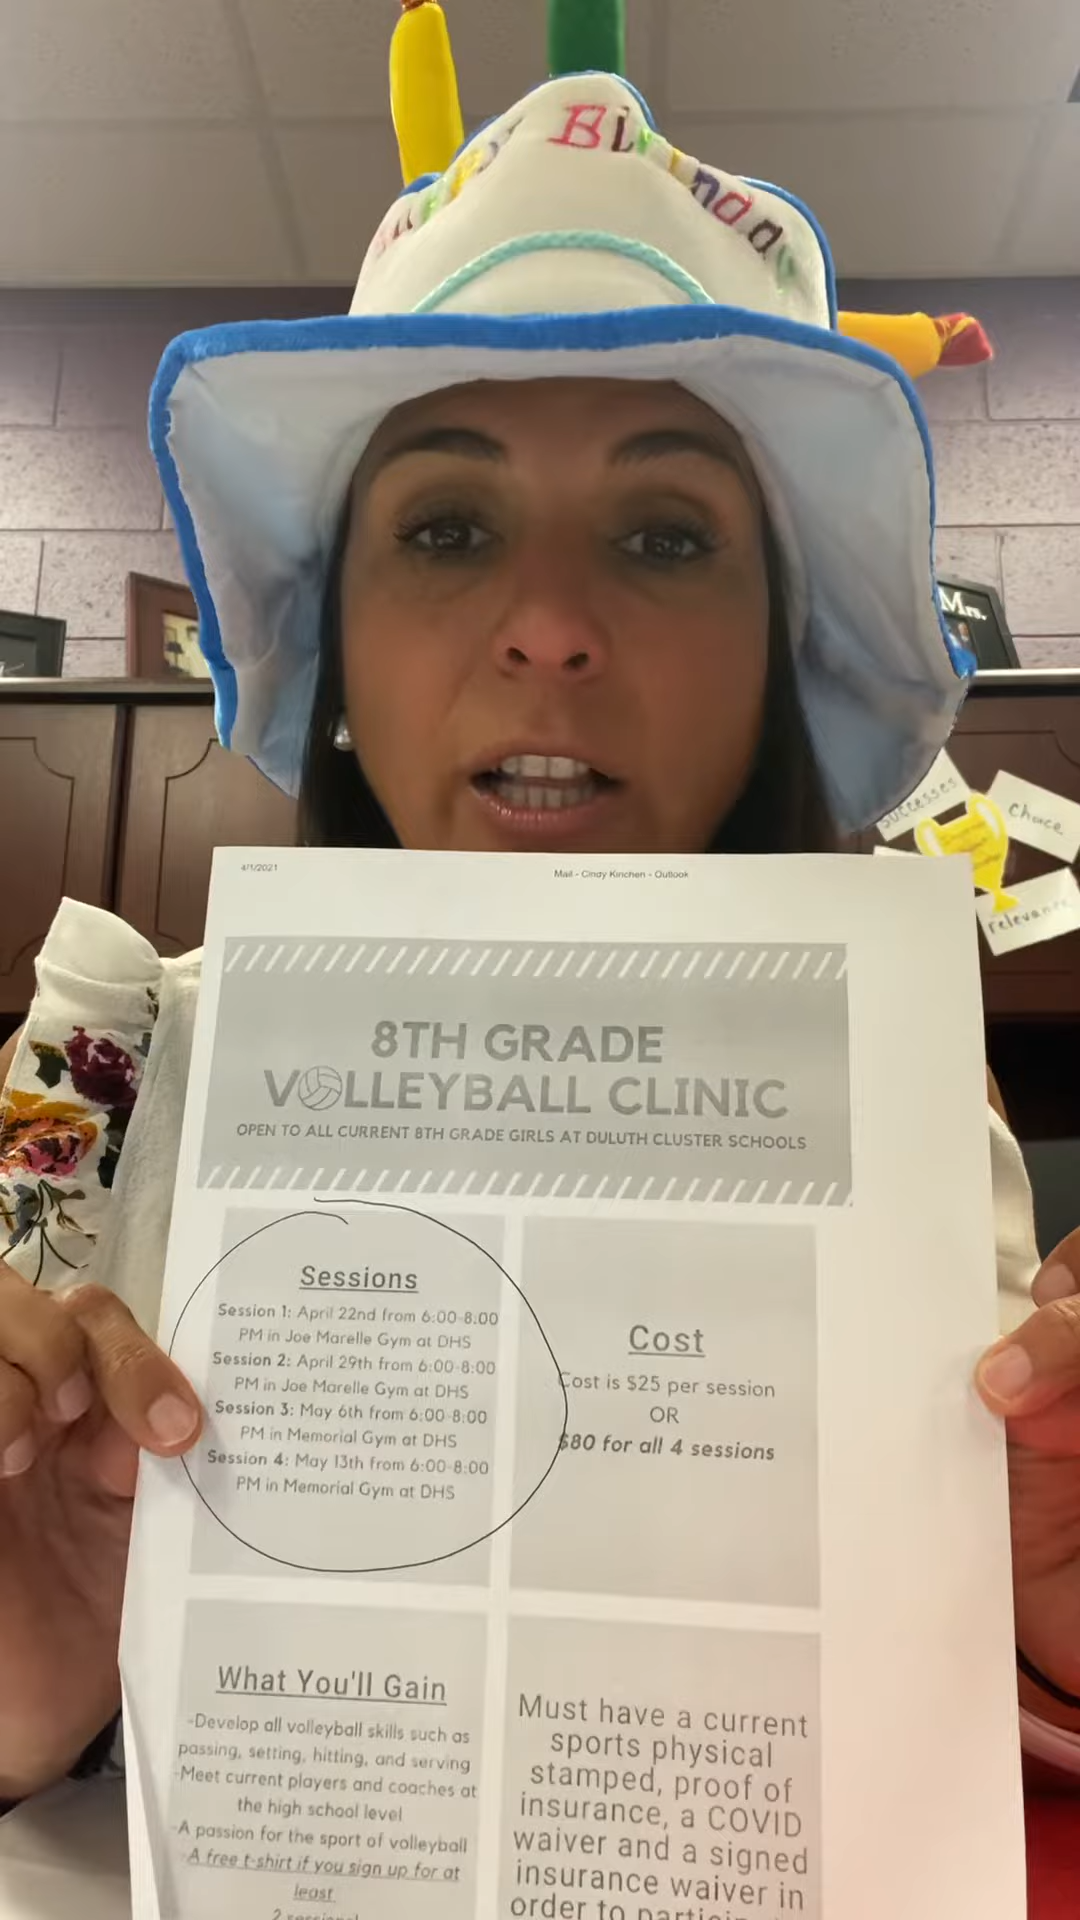 Birthday
Mrs.
successes
choice
relevance
4/1/2021
Mail - Cindy Kinchen - Outlook
8TH GRADE
VOLLEYBALL CLINIC
OPEN TO ALL CURRENT 8TH GRADE GIRLS AT DULUTH CLUSTER SCHOOLS
Sessions
Session 1: April 22nd from 6:00-8:00
PM in Joe Marelle Gym at DHS
Session 2: April 29th from 6:00-8:00
PM in Joe Marelle Gym at DHS
Session 3: May 6th from 6:00-8:00
PM in Memorial Gym at DHS
Session 4: May 13th from 6:00-8:00
PM in Memorial Gym at DHS
Cost
Cost is $25 per session
OR
$80 for all 4 sessions
What You'll Gain
-Develop all volleyball skills such as
passing, setting, hitting, and serving
-Meet current players and coaches at
the high school level
-A passion for the sport of volleyball
-A free t-shirt if you sign up for at
least
2 sessions!
Must have a current
sports physical
stamped, proof of
insurance, a COVID
waiver and a signed
insurance waiver in
order to